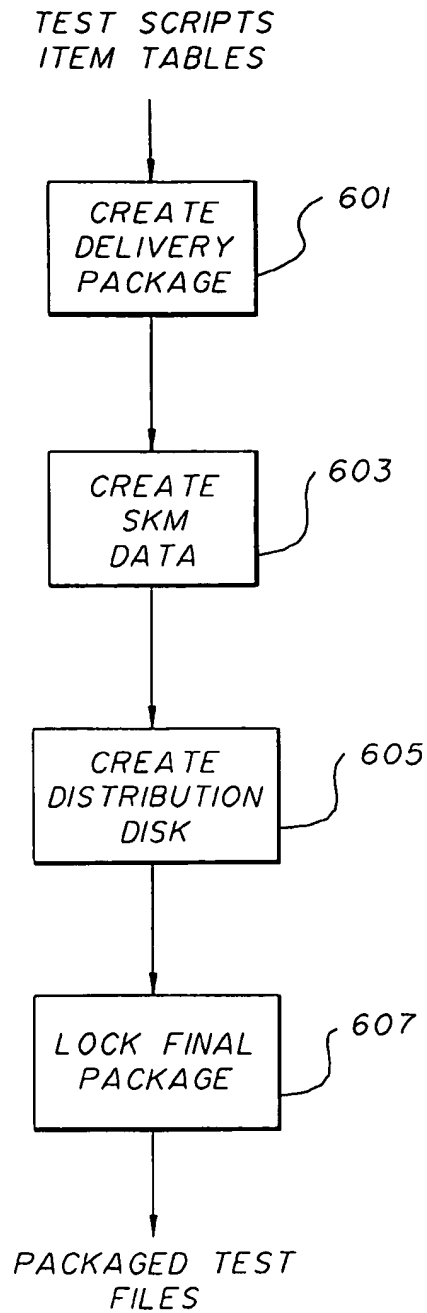 TEST SCRIPTS
ITEM TABLES
CREATE
DELIVERY
PACKAGE
601
CREATE
SKM
DATA
603
CREATE
DISTRIBUTION
DISK
605
LOCK FINAL
PACKAGE
607
PACKAGED TEST
FILES